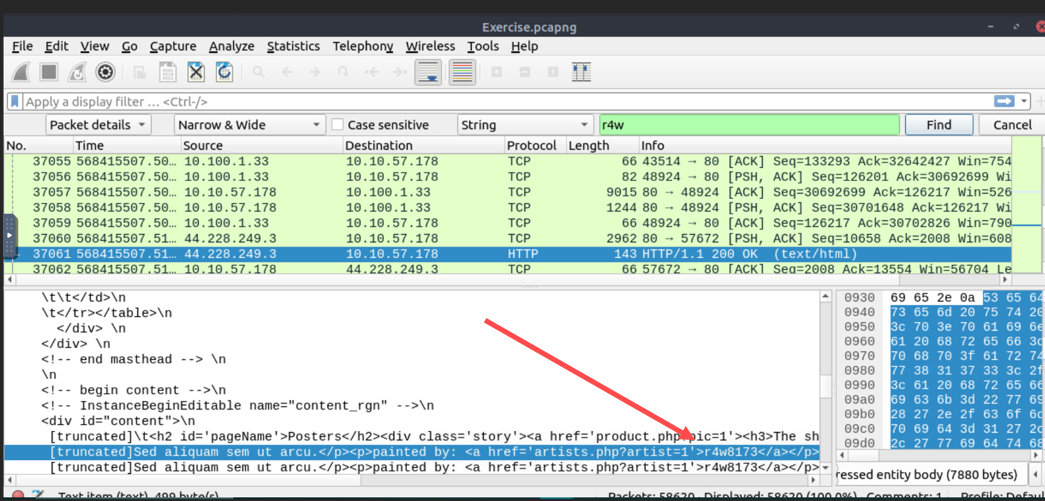 Exercise.pcapng
File Edit View Go Capture Analyze Statistics Telephony Wireless Tools Help
Apply a display filter … <Ctrl-/>
Packet details Narrow & Wide Case sensitive String r4w Find Cancel
No. Time Source Destination Protocol Length Info
37055 568415507.50… 10.100.1.33 10.10.57.178 TCP 66 43514 → 80 [ACK] Seq=133293 Ack=32642427 Win=754
37056 568415507.50… 10.100.1.33 10.10.57.178 TCP 82 48924 → 80 [PSH, ACK] Seq=126201 Ack=30692699 Wi
37057 568415507.50… 10.10.57.178 10.100.1.33 TCP 9015 80 → 48924 [ACK] Seq=30692699 Ack=126217 Win=526
37058 568415507.50… 10.10.57.178 10.100.1.33 TCP 1244 80 → 48924 [PSH, ACK] Seq=30701648 Ack=126217 Wi
37059 568415507.50… 10.100.1.33 10.10.57.178 TCP 66 48924 → 80 [ACK] Seq=126217 Ack=30702826 Win=790
37060 568415507.51… 44.228.249.3 10.10.57.178 TCP 2962 80 → 57672 [PSH, ACK] Seq=10658 Ack=2008 Win=608
37061 568415507.51… 44.228.249.3 10.10.57.178 HTTP 143 HTTP/1.1 200 OK (text/html)
37062 568415507.51… 10.10.57.178 44.228.249.3 TCP 66 57672 → 80 [ACK] Seq=2008 Ack=13554 Win=56704 Le
\t\t</td>\n
\t</tr></table>\n
</div> \n
</div> \n
<!-- end masthead --> \n
\n
<!-- begin content -->\n
<!-- InstanceBeginEditable name="content_rgn" -->\n
<div id="content">\n
[truncated]\t<h2 id='pageName'>Posters</h2><div class='story'><a href='product.php?pic=1'><h3>The sh
[truncated]Sed aliquam sem ut arcu.</p><p>painted by: <a href='artists.php?artist=1'>r4w8173</a></p>
[truncated]Sed aliquam sem ut arcu.</p><p>painted by: <a href='artists.php?artist=1'>r4w8173</a></p>
0930 69 65 2e 0a 53 65 64
0940 73 65 6d 20 75 74 20
0950 3c 70 3e 70 61 69 6e
0960 61 20 68 72 65 66 3d
0970 70 68 70 3f 61 72 74
0980 77 38 31 37 33 3c 2f
0990 3c 61 20 68 72 65 66
09a0 69 63 6b 3d 22 77 69
09b0 28 27 2e 2f 63 6f 6d
09c0 70 69 64 3d 31 27 2c
09d0 2c 27 77 69 64 74 68
ressed entity body (7880 bytes)
Text item (text), 499 byte(s) Packets: 58620 · Displayed: 58620 (100.0%) · Comments: 1 Profile: Defau